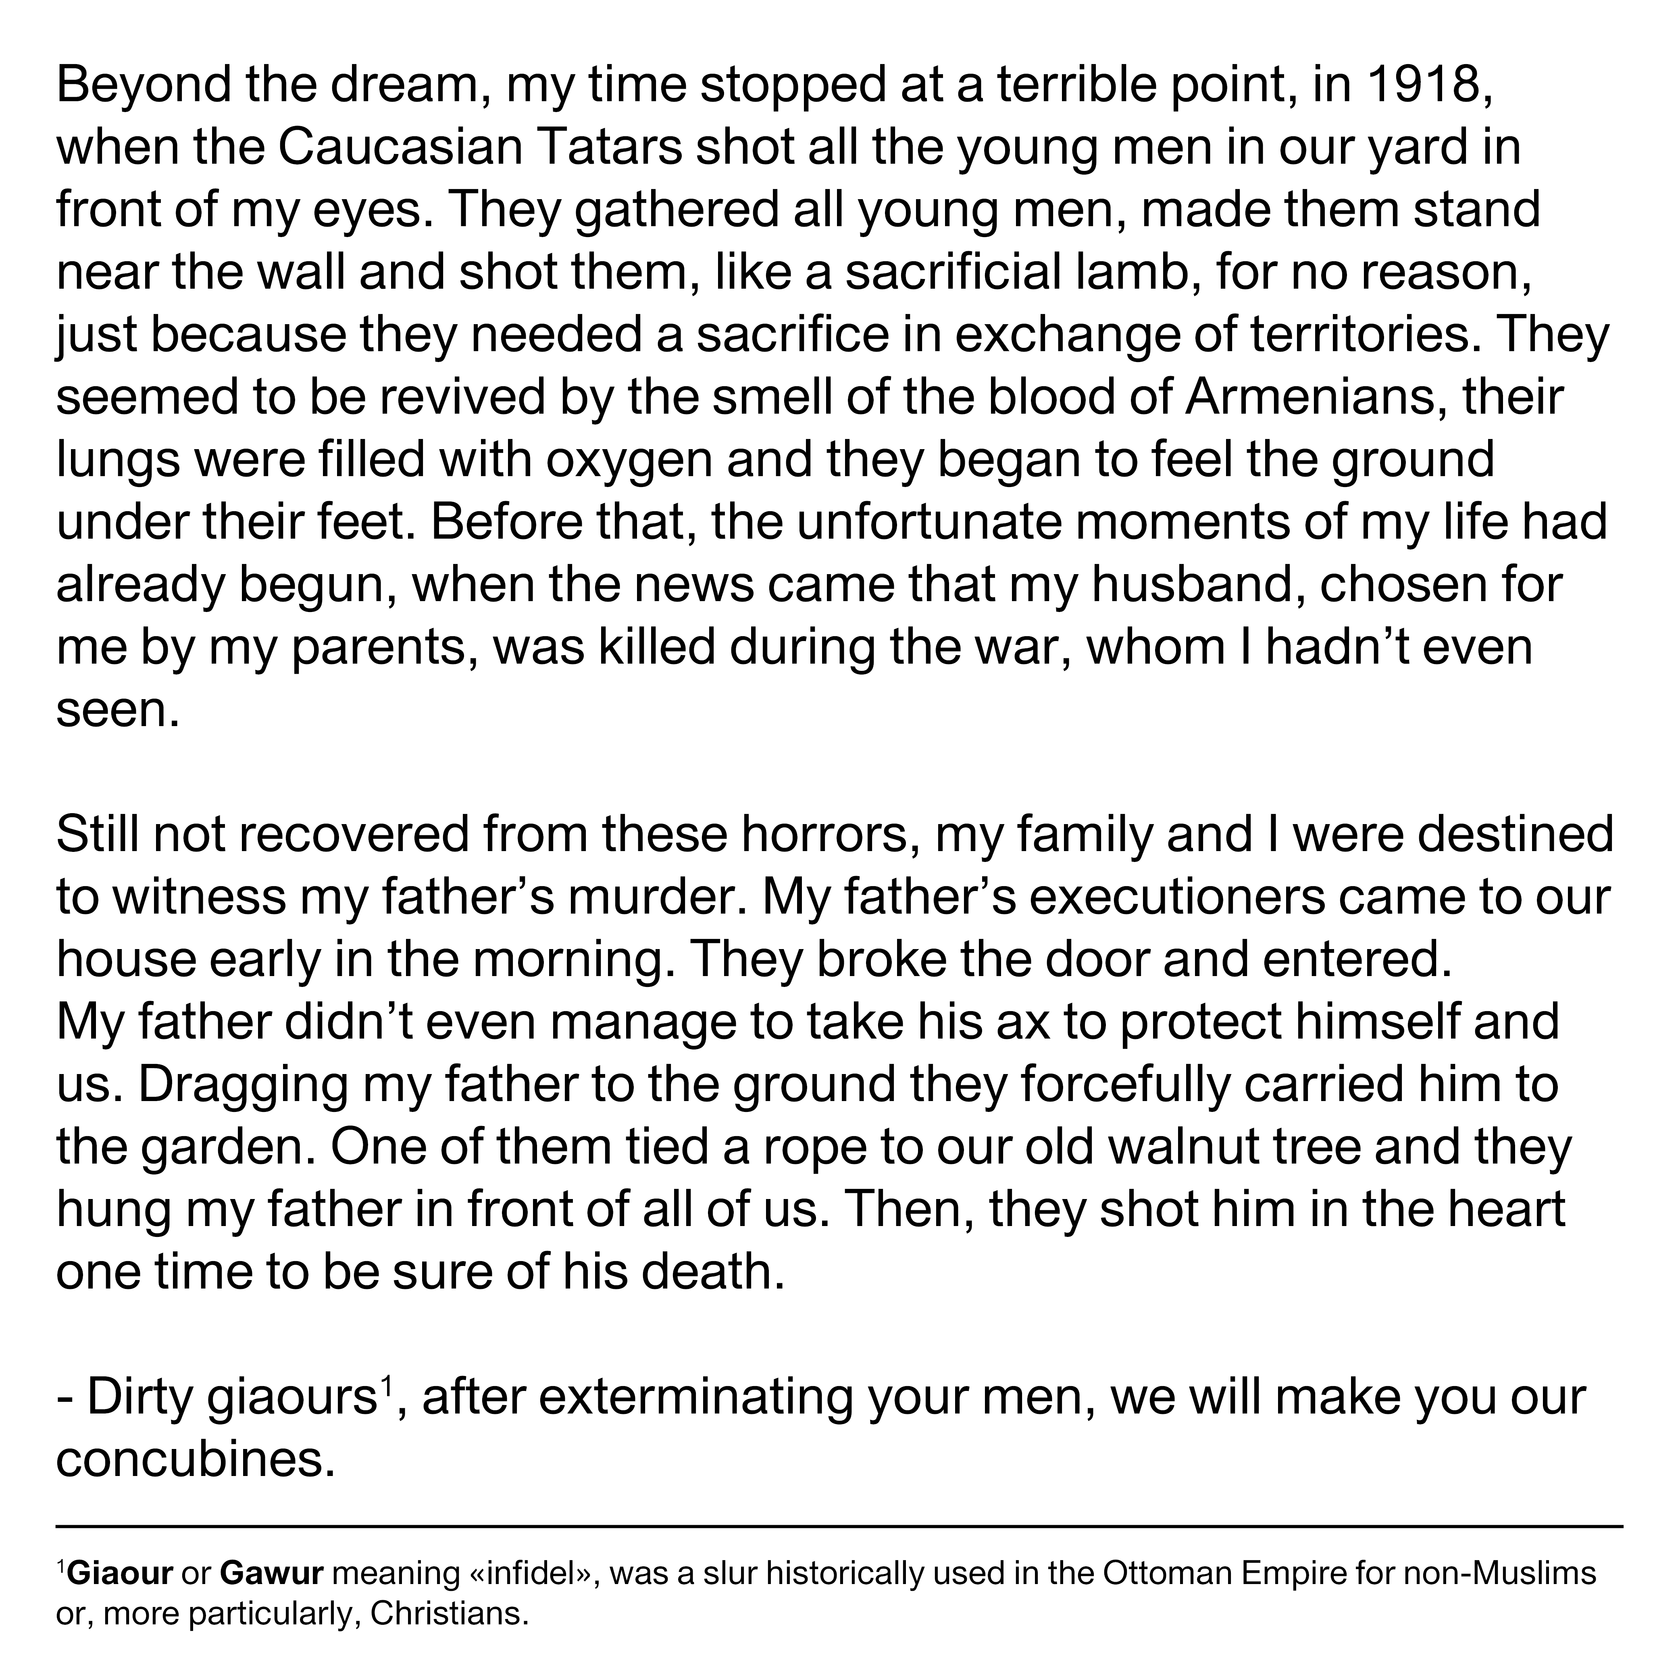 Beyond the dream, my time stopped at a terrible point, in 1918,
when the Caucasian Tatars shot all the young men in our yard in
front of my eyes. They gathered all young men, made them stand
near the wall and shot them, like a sacrificial lamb, for no reason,
just because they needed a sacrifice in exchange of territories. They
seemed to be revived by the smell of the blood of Armenians, their
lungs were filled with oxygen and they began to feel the ground
under their feet. Before that, the unfortunate moments of my life had
already begun, when the news came that my husband, chosen for
me by my parents, was killed during the war, whom I hadn’t even
seen.
Still not recovered from these horrors, my family and I were destined
to witness my father’s murder. My father’s executioners came to our
house early in the morning. They broke the door and entered.
My father didn’t even manage to take his ax to protect himself and
us. Dragging my father to the ground they forcefully carried him to
the garden. One of them tied a rope to our old walnut tree and they
hung my father in front of all of us. Then, they shot him in the heart
one time to be sure of his death.
- Dirty giaours¹, after exterminating your men, we will make you our
concubines.
¹Giaour or Gawur meaning «infidel», was a slur historically used in the Ottoman Empire for non-Muslims
or, more particularly, Christians.